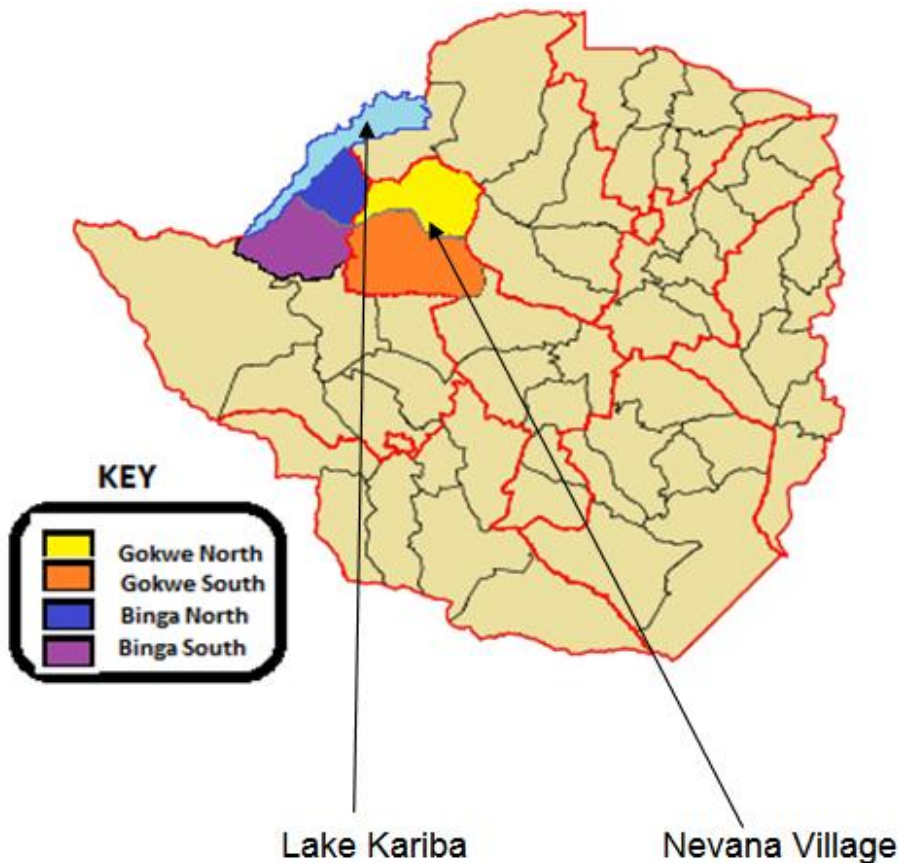 KEY
Gokwe North
Gokwe South
Binga North
Binga South
Lake Kariba
Nevana Village